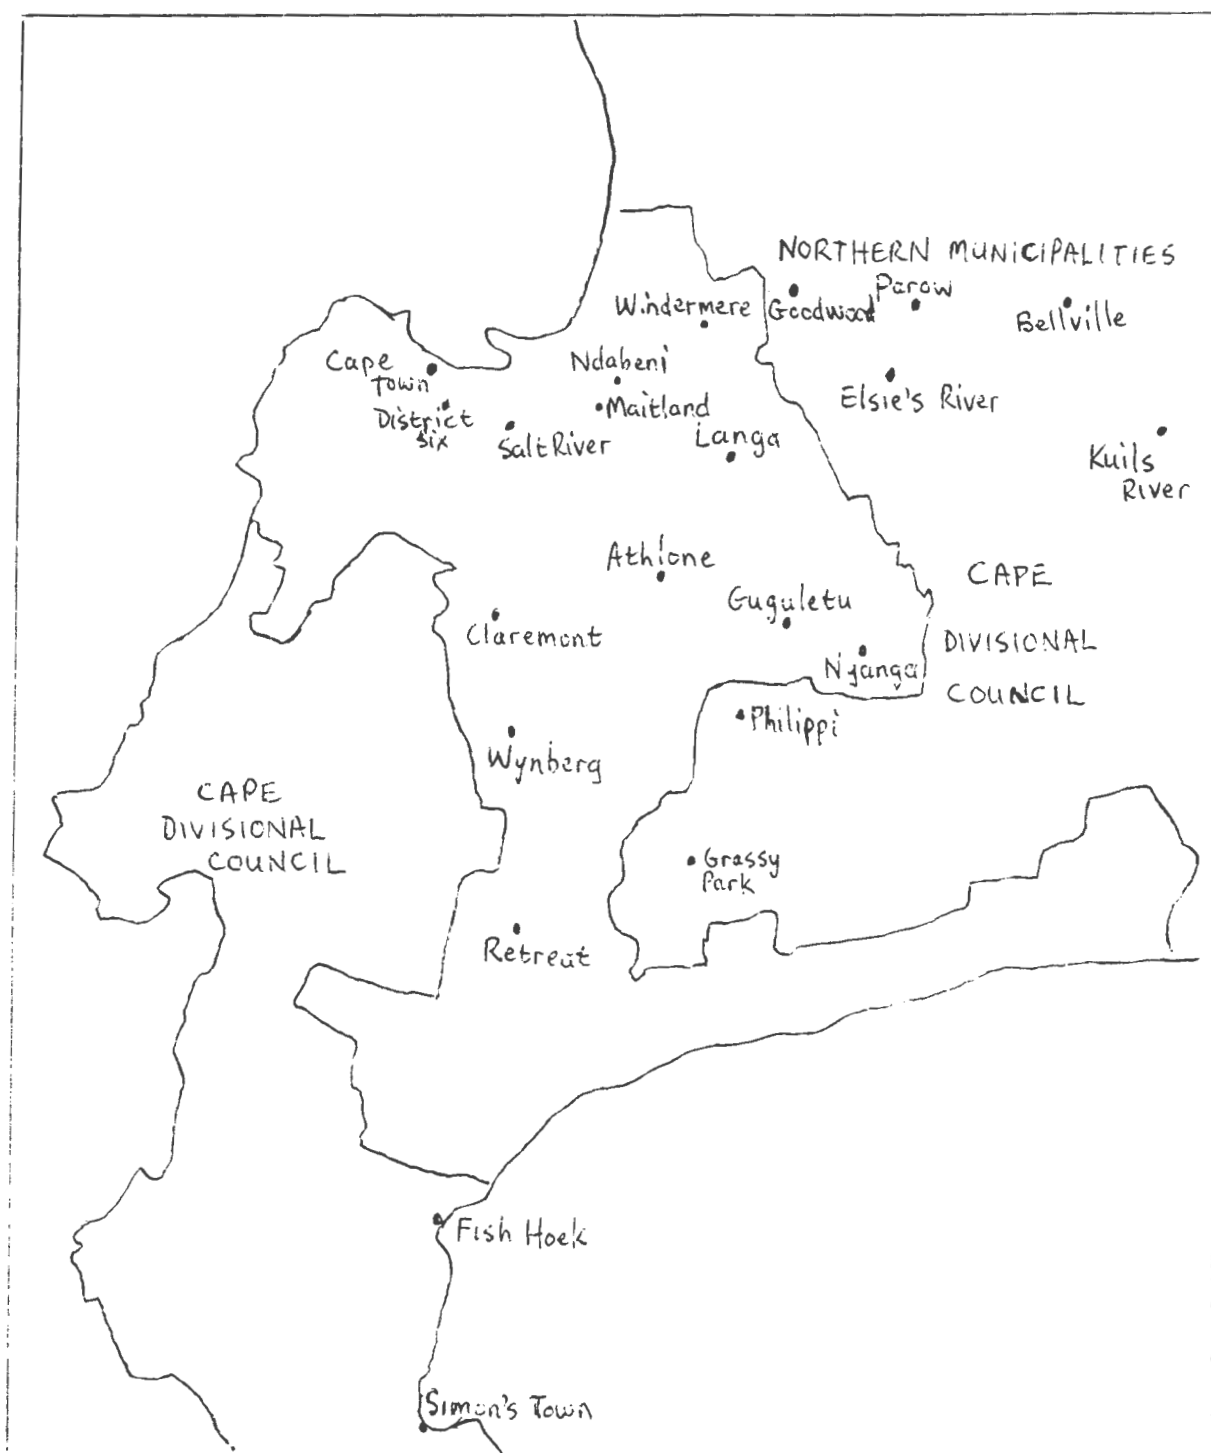 NORTHERN MUNICIPALITIES
Windermere
Goodwood
Parow
Bellville
Cape
Town
Ndabeni
District
Six
Maitland
Elsie's River
Salt River
Langa
Kuils
River
Athlone
CAPE
DIVISIONAL
COUNCIL
Guguletu
Claremont
Nyanga
Philippi
Wynberg
CAPE
DIVISIONAL
COUNCIL
Grassy
Park
Retreat
Fish Hoek
Simon's Town